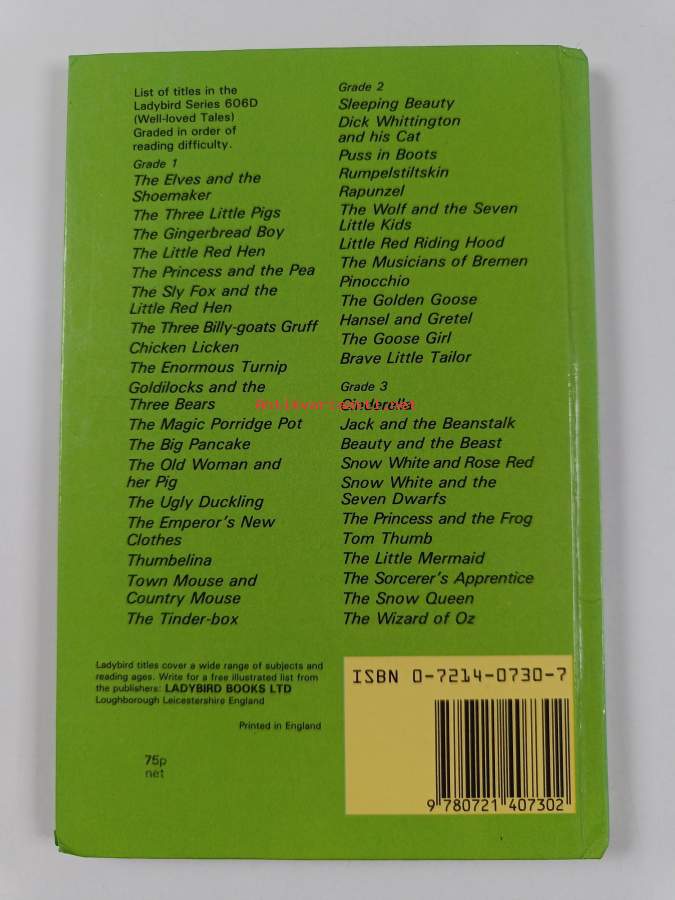 List of titles in the
Ladybird Series 606D
(Well-loved Tales)
Graded in order of
reading difficulty.
Grade 1
The Elves and the
Shoemaker
The Three Little Pigs
The Gingerbread Boy
The Little Red Hen
The Princess and the Pea
The Sly Fox and the
Little Red Hen
The Three Billy-goats Gruff
Chicken Licken
The Enormous Turnip
Goldilocks and the
Three Bears
The Magic Porridge Pot
The Big Pancake
The Old Woman and
her Pig
The Ugly Duckling
The Emperor's New
Clothes
Thumbelina
Town Mouse and
Country Mouse
The Tinder-box
Grade 2
Sleeping Beauty
Dick Whittington
and his Cat
Puss in Boots
Rumpelstiltskin
Rapunzel
The Wolf and the Seven
Little Kids
Little Red Riding Hood
The Musicians of Bremen
Pinocchio
The Golden Goose
Hansel and Gretel
The Goose Girl
Brave Little Tailor
Grade 3
Cinderella
Jack and the Beanstalk
Beauty and the Beast
Snow White and Rose Red
Snow White and the
Seven Dwarfs
The Princess and the Frog
Tom Thumb
The Little Mermaid
The Sorcerer's Apprentice
The Snow Queen
The Wizard of Oz
Ladybird titles cover a wide range of subjects and
reading ages. Write for a free illustrated list from
the publishers: LADYBIRD BOOKS LTD
Loughborough Leicestershire England
Printed in England
75p
net
ISBN 0-7214-0730-7
9 780721 407302